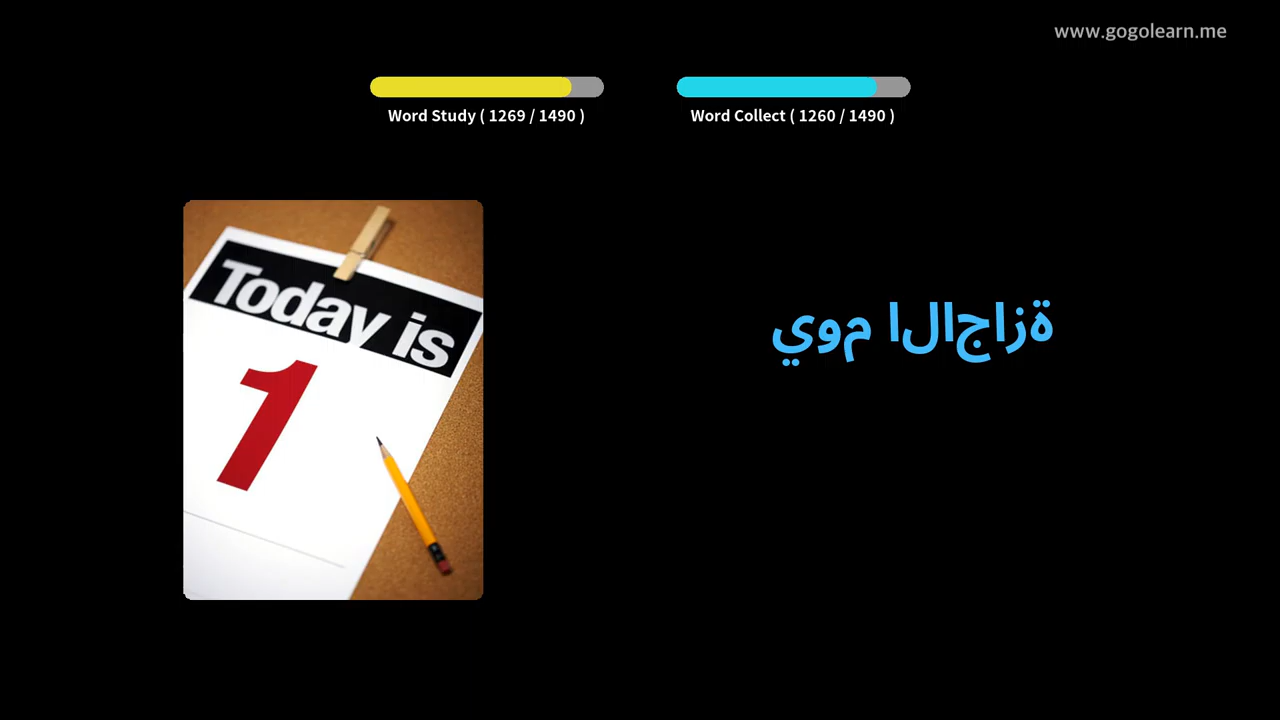 www.gogolearn.me
Word Study ( 1269 / 1490 )
Word Collect ( 1260 / 1490 )
Today is
1
يوم الاجازة